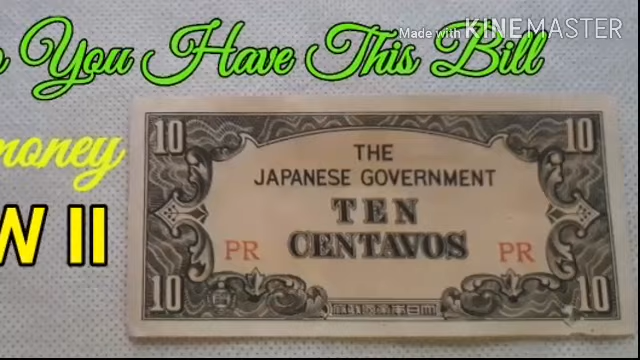 You Have This Bill
Made with KINEMASTER
money
W II
10 10
THE
JAPANESE GOVERNMENT
TEN
CENTAVOS
PR PR
10 10